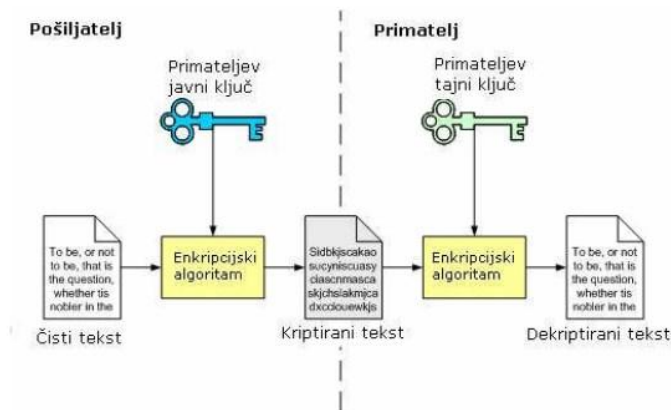 Pošiljatelj
Primatelj
Primateljev
javni ključ
Primateljev
tajni ključ
To be, or not
to be, that is
the question,
whether tis
nobler in the
Enkripcijski
algoritam
Sidbkjscakao
sucyniscuasy
ciascnmasca
skjchslakmjca
dxcclouewkjs
Enkripcijski
algoritam
To be, or not
to be, that is
the question,
whether tis
nobler in the
Čisti tekst
Kriptirani tekst
Dekriptirani tekst